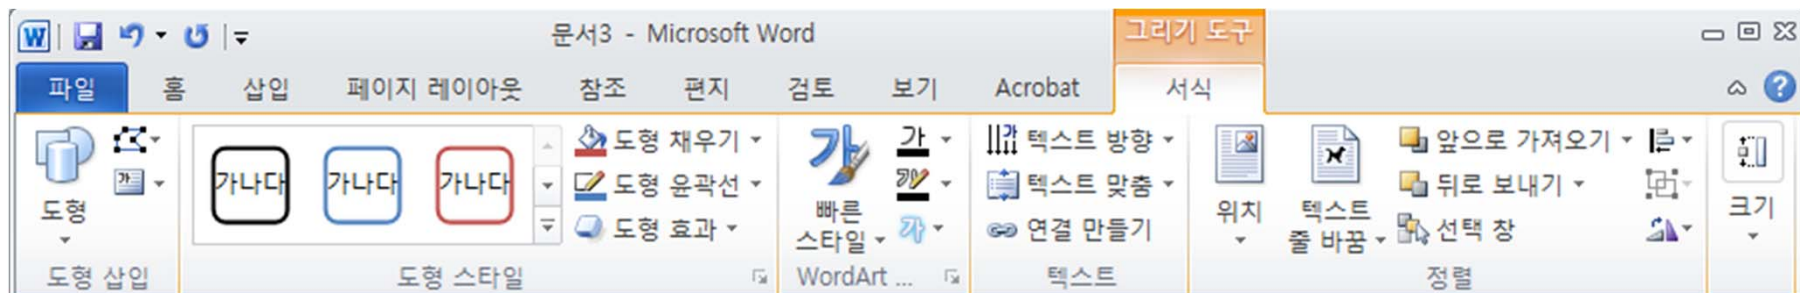 문서3 - Microsoft Word
그리기 도구
파일 홈 삽입 페이지 레이아웃 참조 편지 검토 보기 Acrobat 서식
도형
가나다 가나다 가나다
도형 채우기
도형 윤곽선
도형 효과
빠른
스타일
텍스트 방향
텍스트 맞춤
연결 만들기
위치
텍스트
줄 바꿈
앞으로 가져오기
뒤로 보내기
선택 창
크기
도형 삽입 도형 스타일 WordArt ... 텍스트 정렬